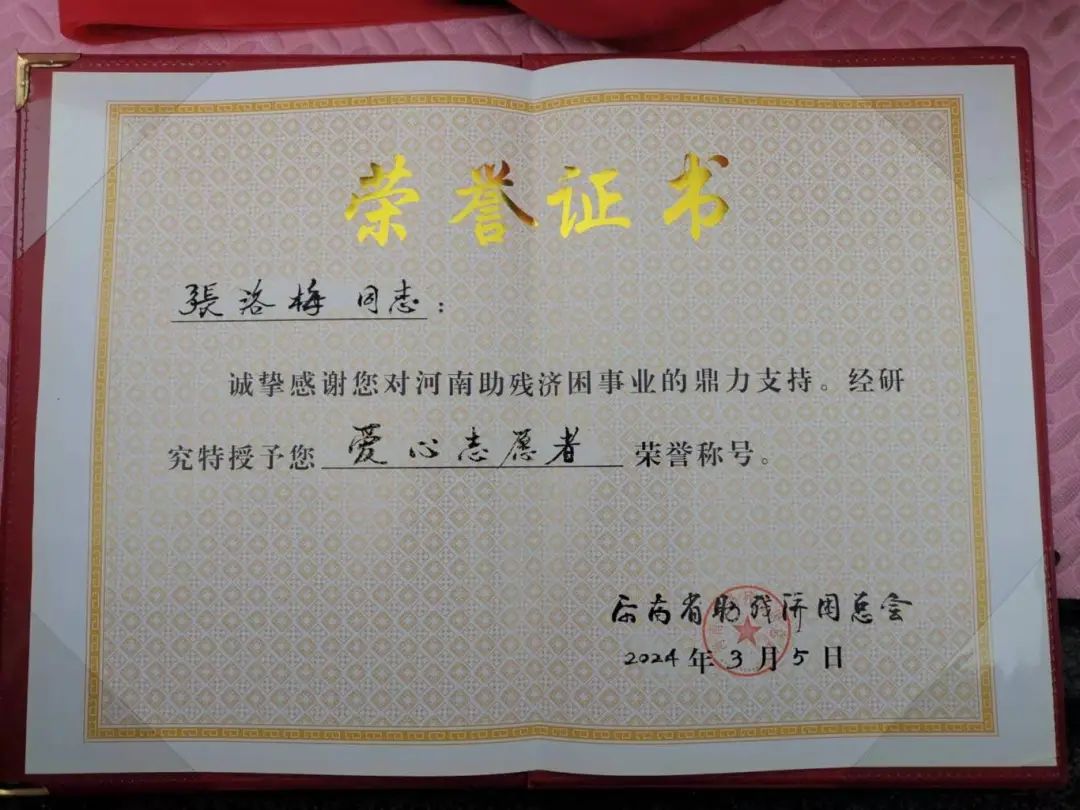 荣誉证书
張洛梅 同志：
诚挚感谢您对河南助残济困事业的鼎力支持。经研
究特授予您 爱心志愿者 荣誉称号。
河南省助残济困总会
2024年3月5日